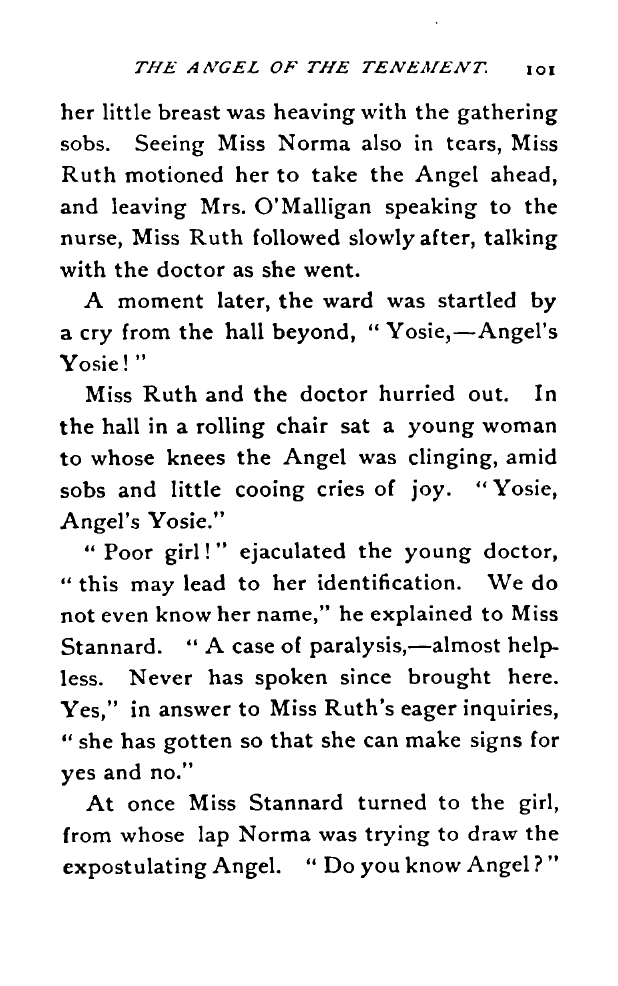 THE ANGEL OF THE TENEMENT. 101
her little breast was heaving with the gathering
sobs. Seeing Miss Norma also in tears, Miss
Ruth motioned her to take the Angel ahead,
and leaving Mrs. O'Malligan speaking to the
nurse, Miss Ruth followed slowly after, talking
with the doctor as she went.
A moment later, the ward was startled by
a cry from the hall beyond, " Yosie,—Angel's
Yosie! "
Miss Ruth and the doctor hurried out. In
the hall in a rolling chair sat a young woman
to whose knees the Angel was clinging, amid
sobs and little cooing cries of joy. "Yosie,
Angel's Yosie."
" Poor girl! " ejaculated the young doctor,
" this may lead to her identification. We do
not even know her name," he explained to Miss
Stannard. " A case of paralysis,—almost help-
less. Never has spoken since brought here.
Yes," in answer to Miss Ruth's eager inquiries,
" she has gotten so that she can make signs for
yes and no."
At once Miss Stannard turned to the girl,
from whose lap Norma was trying to draw the
expostulating Angel. " Do you know Angel? "